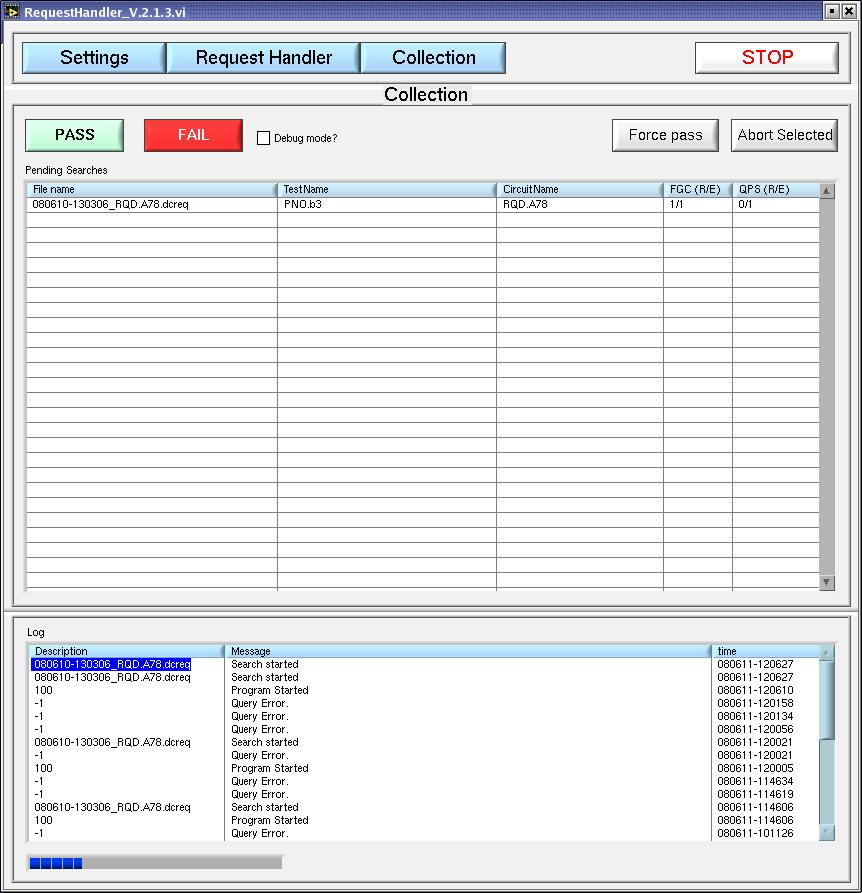 RequestHandler_V.2.1.3.vi
Settings Request Handler Collection STOP
Collection
PASS FAIL Debug mode? Force pass Abort Selected
Pending Searches
File name TestName CircuitName FGC (R/E) QPS (R/E)
080610-130306_RQD.A78.dcreq PNO.b3 RQD.A78 1/1 0/1
Log
Description Message time
080610-130306_RQD.A78.dcreq Search started 080611-120627
080610-130306_RQD.A78.dcreq Search started 080611-120627
100 Program Started 080611-120610
-1 Query Error. 080611-120158
-1 Query Error. 080611-120134
-1 Query Error. 080611-120056
080610-130306_RQD.A78.dcreq Search started 080611-120021
-1 Query Error. 080611-120021
100 Program Started 080611-120005
-1 Query Error. 080611-114634
-1 Query Error. 080611-114619
080610-130306_RQD.A78.dcreq Search started 080611-114606
100 Program Started 080611-114606
-1 Query Error. 080611-101126